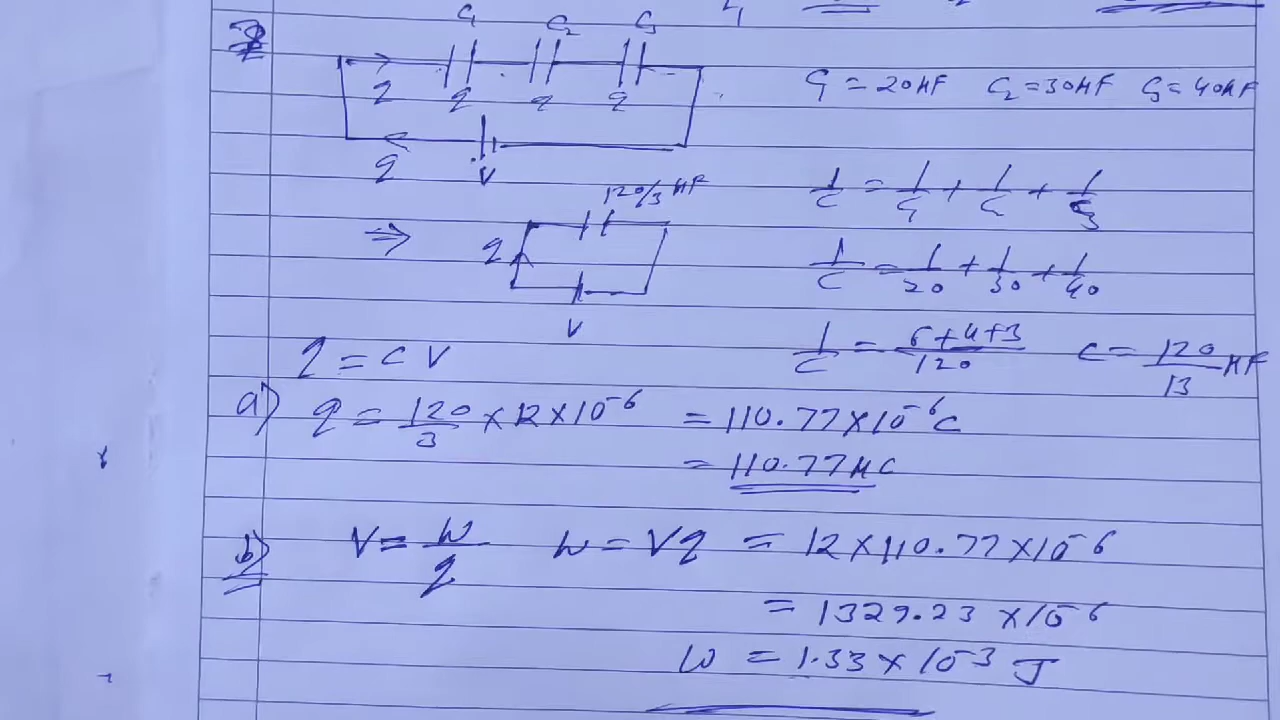 C₁ C₂ C₃
q q q q
C₁ = 20μF C₂ = 30μF C₃ = 40μF
q V
1/C = 1/C₁ + 1/C₂ + 1/C₃
120/3 μF
⇒ q
V
1/C = 1/20 + 1/30 + 1/40
1/C = 6+4+3/120 C = 120/13 μF
q = C V
a) q = 120/3 × 12 × 10⁻⁶ = 110.77 × 10⁻⁶ C
= 110.77 μC
b) V = W/q W = Vq = 12 × 110.77 × 10⁻⁶
= 1329.23 × 10⁻⁶
W = 1.33 × 10⁻³ J